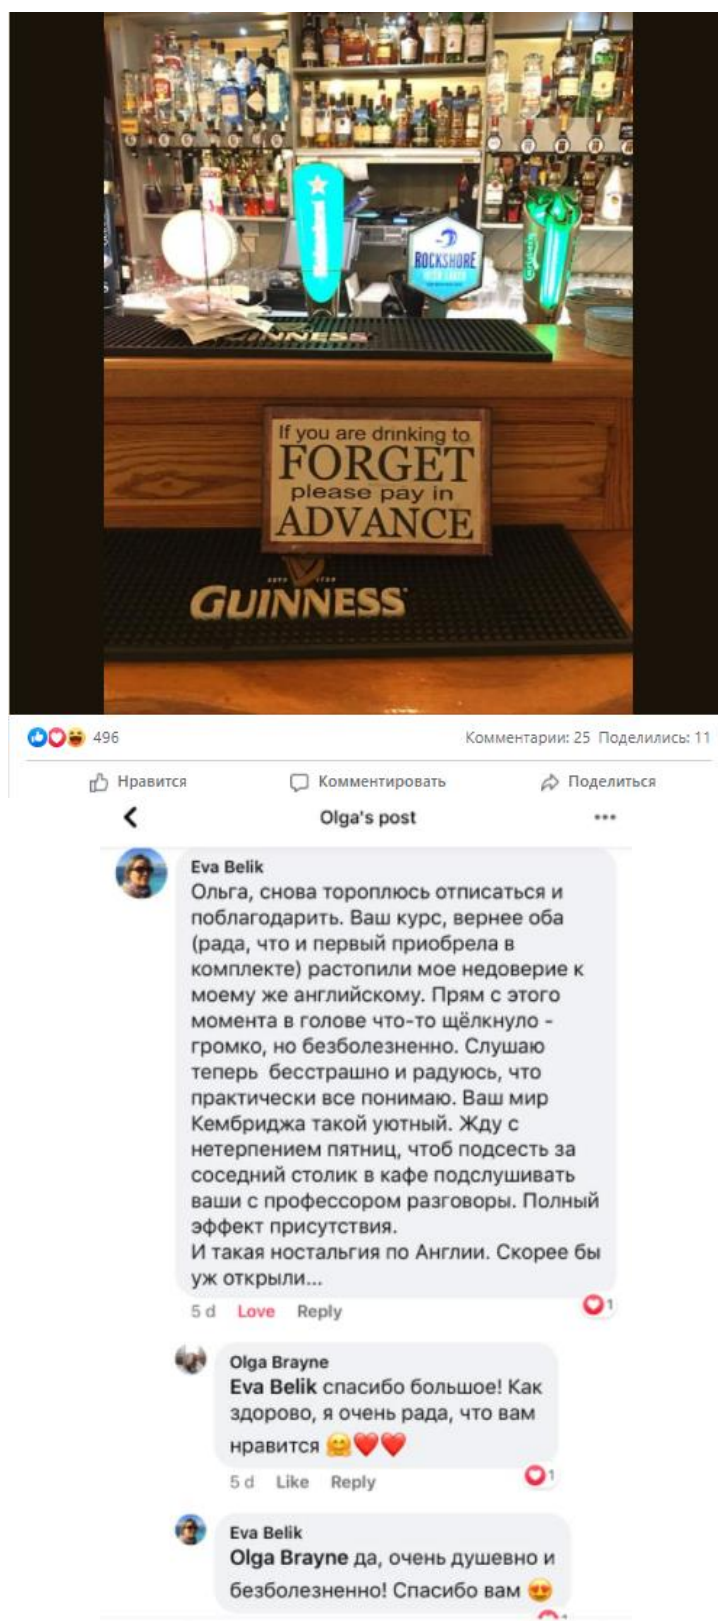 Heineken
ROCKSHORE
IRISH LAGER
Carlsberg
GUINNESS
If you are drinking to
FORGET
please pay in
ADVANCE
GUINNESS
496
Комментарии: 25 Поделились: 11
Нравится
Комментировать
Поделиться
Olga's post
Eva Belik
Ольга, снова тороплюсь отписаться и
поблагодарить. Ваш курс, вернее оба
(рада, что и первый приобрела в
комплекте) растопили мое недоверие к
моему же английскому. Прям с этого
момента в голове что-то щёлкнуло -
громко, но безболезненно. Слушаю
теперь бесстрашно и радуюсь, что
практически все понимаю. Ваш мир
Кембриджа такой уютный. Жду с
нетерпением пятниц, чтоб подсесть за
соседний столик в кафе подслушивать
ваши с профессором разговоры. Полный
эффект присутствия.
И такая ностальгия по Англии. Скорее бы
уж открыли...
5 d Love Reply
1
Olga Brayne
Eva Belik спасибо большое! Как
здорово, я очень рада, что вам
нравится 🤗❤️❤️
5 d Like Reply
1
Eva Belik
Olga Brayne да, очень душевно и
безболезненно! Спасибо вам 😍